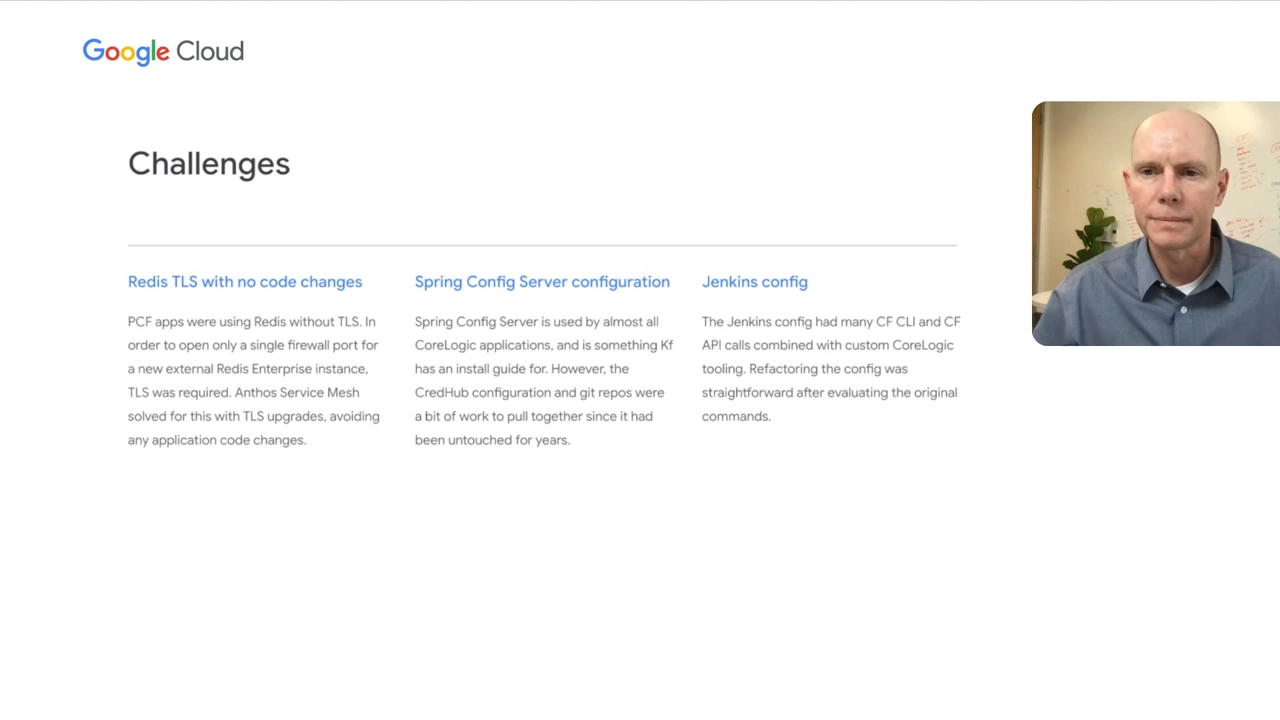 Google Cloud
Challenges
Redis TLS with no code changes
PCF apps were using Redis without TLS. In
order to open only a single firewall port for
a new external Redis Enterprise instance,
TLS was required. Anthos Service Mesh
solved for this with TLS upgrades, avoiding
any application code changes.
Spring Config Server configuration
Spring Config Server is used by almost all
CoreLogic applications, and is something Kf
has an install guide for. However, the
CredHub configuration and git repos were
a bit of work to pull together since it had
been untouched for years.
Jenkins config
The Jenkins config had many CF CLI and CF
API calls combined with custom CoreLogic
tooling. Refactoring the config was
straightforward after evaluating the original
commands.